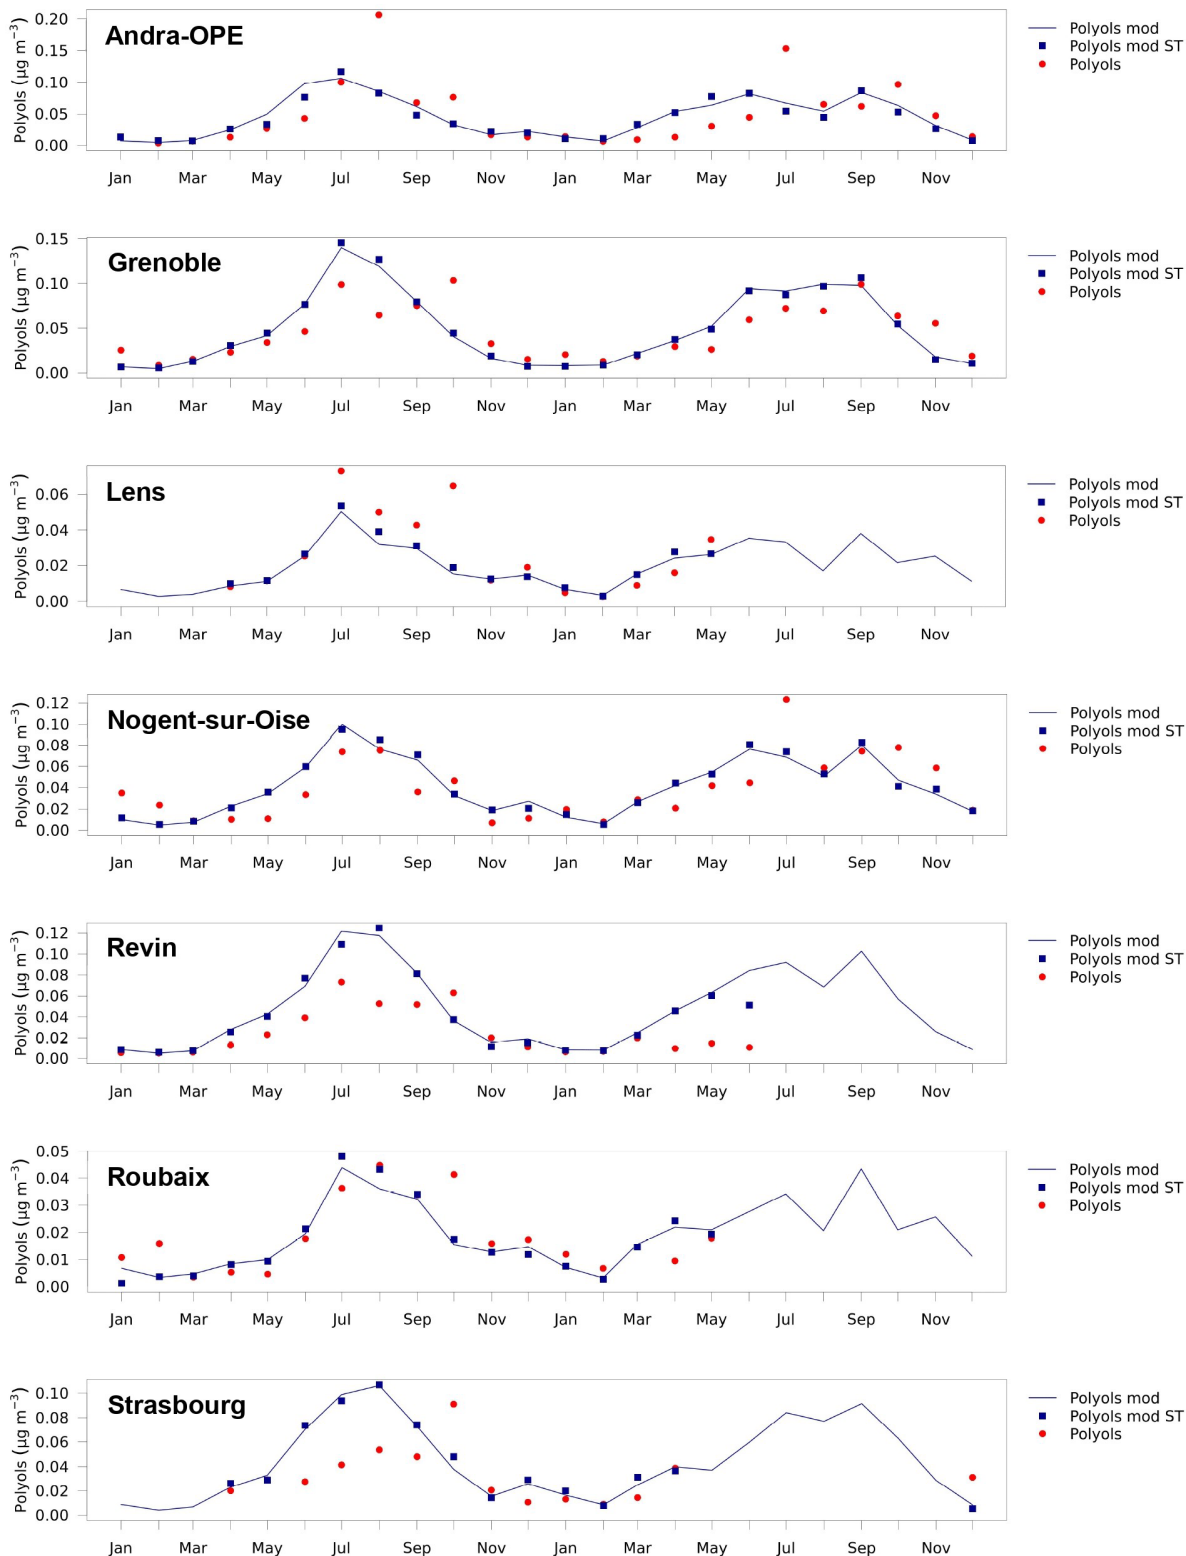 Andra-OPE
Polyols (µg m⁻³)
0.20
0.15
0.10
0.05
0.00
Jan Mar May Jul Sep Nov Jan Mar May Jul Sep Nov
Polyols mod
Polyols mod ST
Polyols
Grenoble
Polyols (µg m⁻³)
0.15
0.10
0.05
0.00
Jan Mar May Jul Sep Nov Jan Mar May Jul Sep Nov
Polyols mod
Polyols mod ST
Polyols
Lens
Polyols (µg m⁻³)
0.06
0.04
0.02
0.00
Jan Mar May Jul Sep Nov Jan Mar May Jul Sep Nov
Polyols mod
Polyols mod ST
Polyols
Nogent-sur-Oise
Polyols (µg m⁻³)
0.12
0.10
0.08
0.06
0.04
0.02
0.00
Jan Mar May Jul Sep Nov Jan Mar May Jul Sep Nov
Polyols mod
Polyols mod ST
Polyols
Revin
Polyols (µg m⁻³)
0.12
0.10
0.08
0.06
0.04
0.02
0.00
Jan Mar May Jul Sep Nov Jan Mar May Jul Sep Nov
Polyols mod
Polyols mod ST
Polyols
Roubaix
Polyols (µg m⁻³)
0.05
0.04
0.03
0.02
0.01
0.00
Jan Mar May Jul Sep Nov Jan Mar May Jul Sep Nov
Polyols mod
Polyols mod ST
Polyols
Strasbourg
Polyols (µg m⁻³)
0.10
0.08
0.06
0.04
0.02
0.00
Jan Mar May Jul Sep Nov Jan Mar May Jul Sep Nov
Polyols mod
Polyols mod ST
Polyols